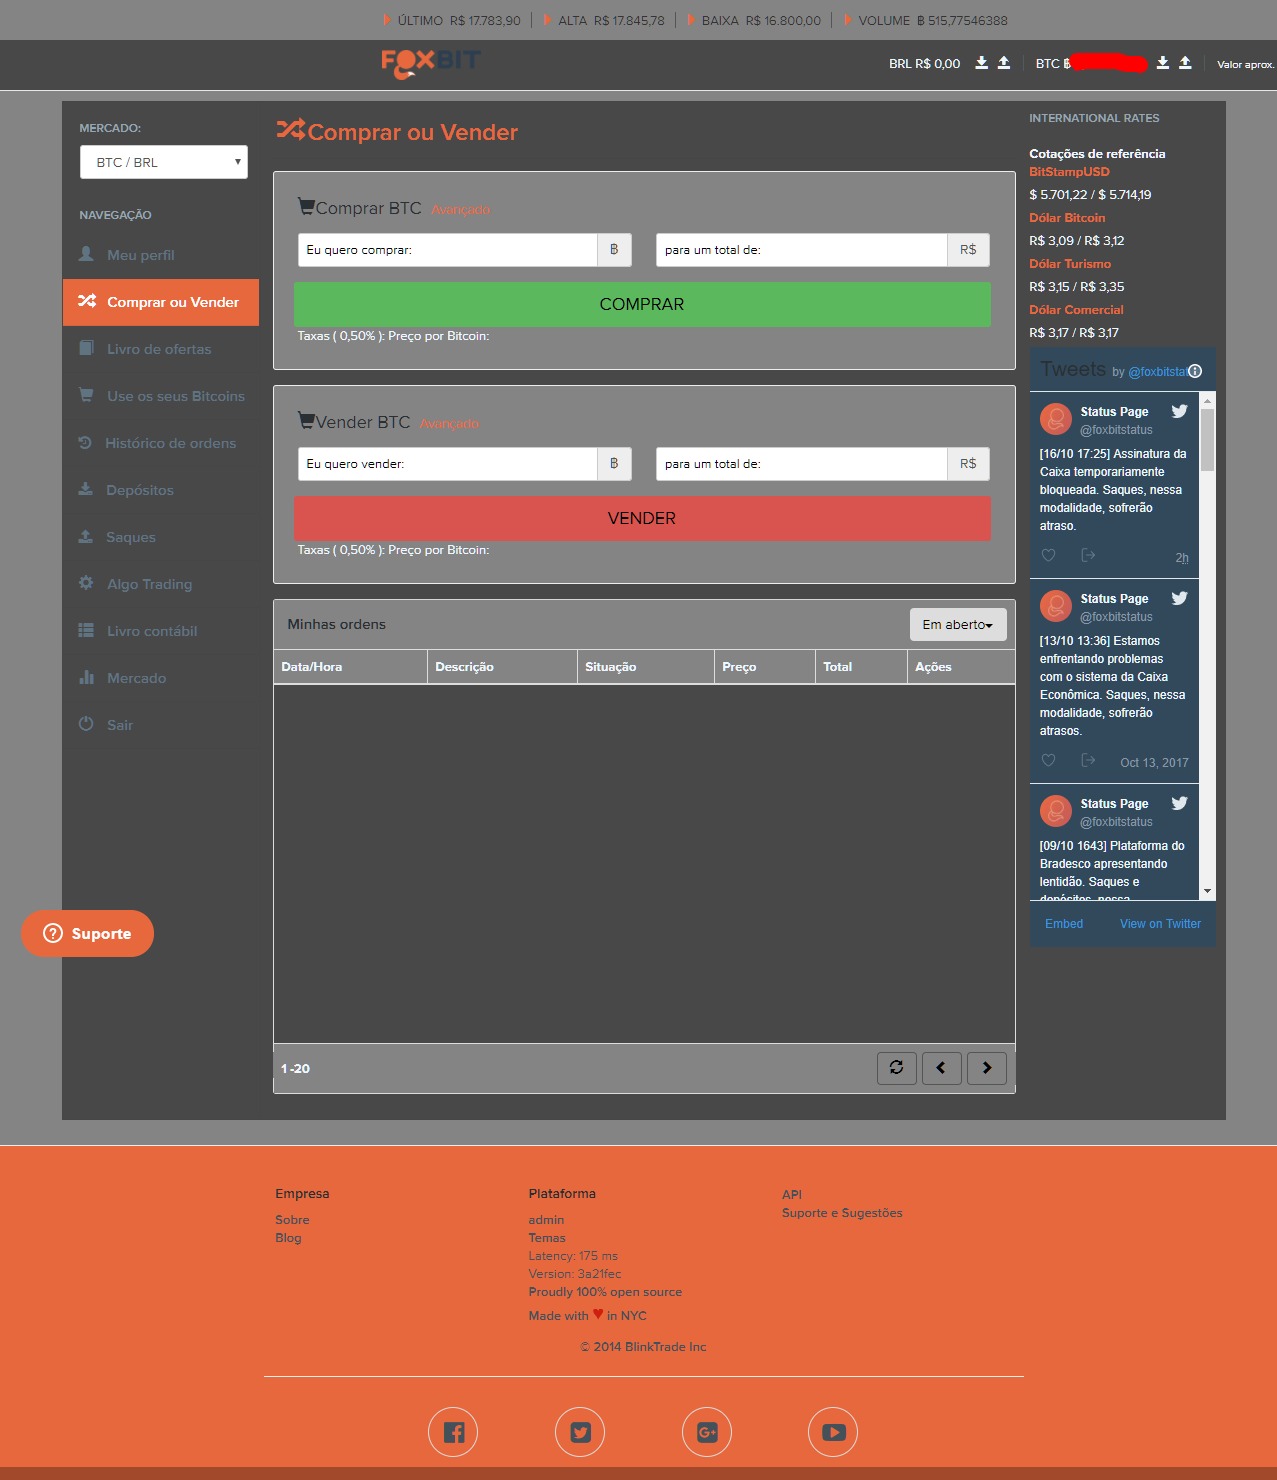 ÚLTIMO R$ 17.783,90 ALTA R$ 17.845,78 BAIXA R$ 16.800,00 VOLUME ฿ 515,77546388
FOXBIT
BRL R$ 0,00 BTC ฿ Valor aprox.
MERCADO:
BTC / BRL
NAVEGAÇÃO
Meu perfil
Comprar ou Vender
Livro de ofertas
Use os seus Bitcoins
Histórico de ordens
Depósitos
Saques
Algo Trading
Livro contábil
Mercado
Sair
Suporte
Comprar ou Vender
Comprar BTC Avançado
Eu quero comprar: ฿ para um total de: R$
COMPRAR
Taxas ( 0,50% ): Preço por Bitcoin:
Vender BTC Avançado
Eu quero vender: ฿ para um total de: R$
VENDER
Taxas ( 0,50% ): Preço por Bitcoin:
Minhas ordens Em aberto
Data/Hora Descrição Situação Preço Total Ações
1 -20
INTERNATIONAL RATES
Cotações de referência
BitStampUSD
$ 5.701,22 / $ 5.714,19
Dólar Bitcoin
R$ 3,09 / R$ 3,12
Dólar Turismo
R$ 3,15 / R$ 3,35
Dólar Comercial
R$ 3,17 / R$ 3,17
Tweets by @foxbitstat
Status Page
@foxbitstatus
[16/10 17:25] Assinatura da
Caixa temporariamente
bloqueada. Saques, nessa
modalidade, sofrerão
atraso.
2h
Status Page
@foxbitstatus
[13/10 13:36] Estamos
enfrentando problemas
com o sistema da Caixa
Econômica. Saques, nessa
modalidade, sofrerão
atrasos.
Oct 13, 2017
Status Page
@foxbitstatus
[09/10 1643] Plataforma do
Bradesco apresentando
lentidão. Saques e
depósitos, nessa
Embed View on Twitter
Empresa
Sobre
Blog
Plataforma
admin
Temas
Latency: 175 ms
Version: 3a21fec
Proudly 100% open source
Made with ♥ in NYC
API
Suporte e Sugestões
© 2014 BlinkTrade Inc